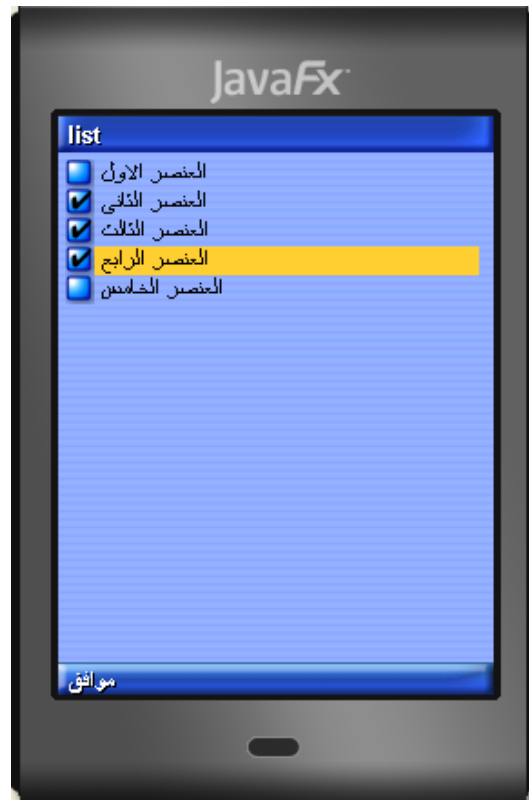 JavaFx
list
العنصر الاول
العنصر الثانى
العنصر الثالث
العنصر الرابع
العنصر الخامس
موافق